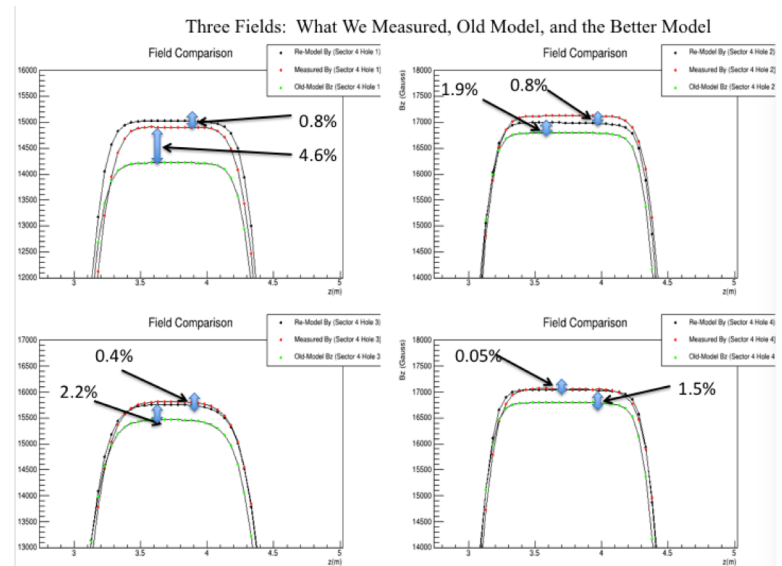 Three Fields: What We Measured, Old Model, and the Better Model
Field Comparison
Re-Model By (Sector 4 Hole 1)
Measured By (Sector 4 Hole 1)
Old-Model Bz (Sector 4 Hole 1
16000
15500
15000
14500
14000
13500
13000
12500
12000
0.8%
4.6%
3
3.5
4
4.5
5
z(m)
Field Comparison
Re-Model By (Sector 4 Hole 2)
Measured By (Sector 4 Hole 2)
Old-Model Bz (Sector 4 Hole 2
Bz (Gauss)
18000
17500
17000
16500
16000
15500
15000
14500
14000
1.9%
0.8%
3
3.5
4
4.5
5
z(m)
Field Comparison
Re-Model By (Sector 4 Hole 3)
Measured By (Sector 4 Hole 3)
Old-Model Bz (Sector 4 Hole 3
17000
16500
16000
15500
15000
14500
14000
13500
13000
0.4%
2.2%
3
3.5
4
4.5
5
z(m)
Field Comparison
Re-Model By (Sector 4 Hole 4)
Measured By (Sector 4 Hole 4)
Old-Model Bz (Sector 4 Hole 4
Bz (Gauss)
18000
17500
17000
16500
16000
15500
15000
14500
14000
0.05%
1.5%
3
3.5
4
4.5
5
z(m)